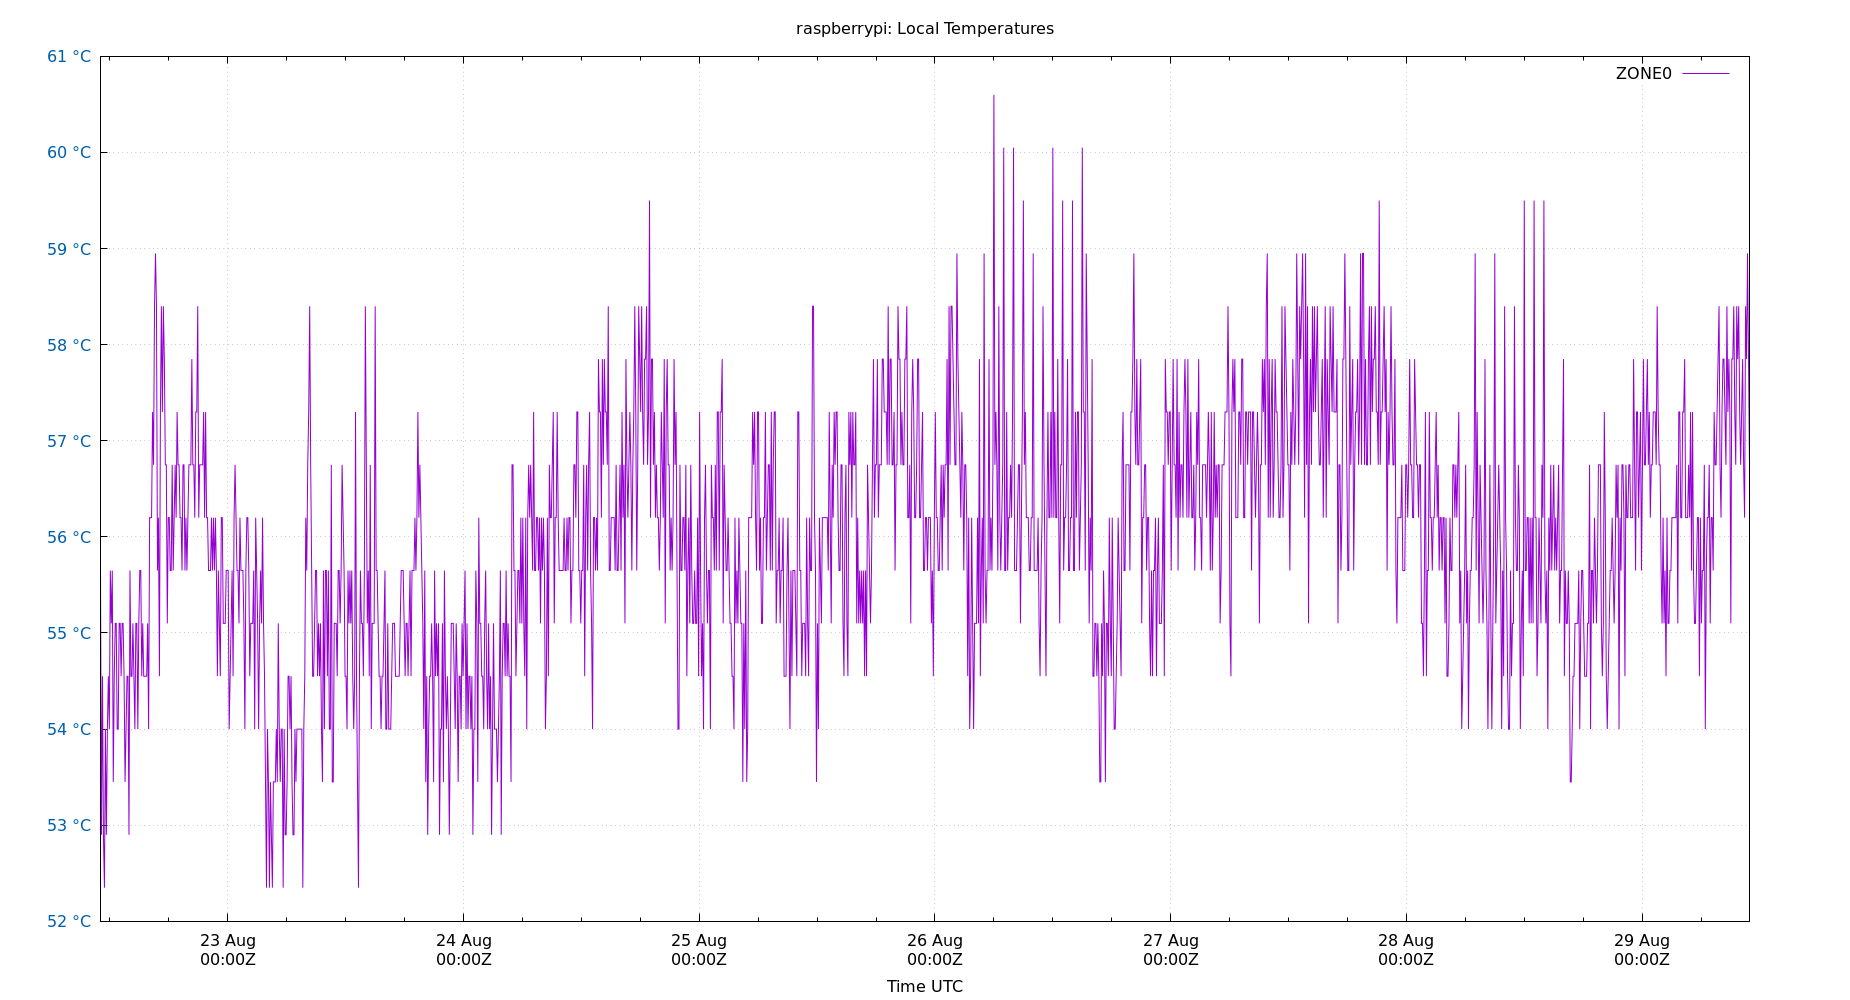 raspberrypi: Local Temperatures
61 °C
ZONE0
60 °C
59 °C
58 °C
57 °C
56 °C
55 °C
54 °C
53 °C
52 °C
23 Aug 24 Aug 25 Aug 26 Aug 27 Aug 28 Aug 29 Aug
00:00Z 00:00Z 00:00Z 00:00Z 00:00Z 00:00Z 00:00Z
Time UTC